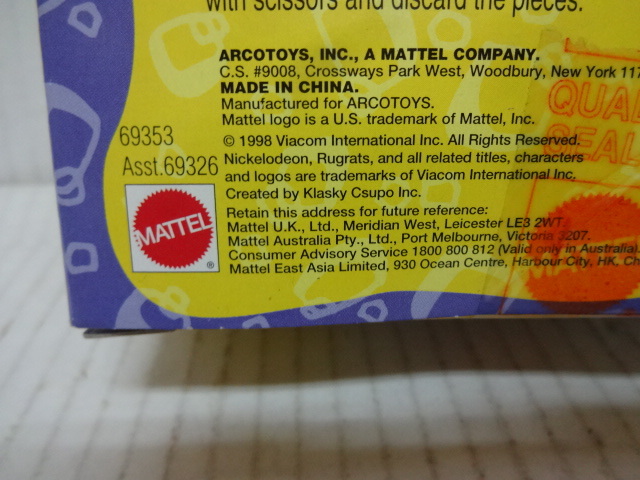 with scissors and discard the pieces.
ARCOTOYS, INC., A MATTEL COMPANY.
C.S. #9008, Crossways Park West, Woodbury, New York 117
MADE IN CHINA.
Manufactured for ARCOTOYS.
Mattel logo is a U.S. trademark of Mattel, Inc.
69353
Asst.69326
© 1998 Viacom International Inc. All Rights Reserved.
Nickelodeon, Rugrats, and all related titles, characters
and logos are trademarks of Viacom International Inc.
Created by Klasky Csupo Inc.
MATTEL
®
Retain this address for future reference:
Mattel U.K., Ltd., Meridian West, Leicester LE3 2WT.
Mattel Australia Pty., Ltd., Port Melbourne, Victoria 3207.
Consumer Advisory Service 1800 800 812 (Valid only in Australia).
Mattel East Asia Limited, 930 Ocean Centre, Harbour City, HK, Ch
QUA
SEAL